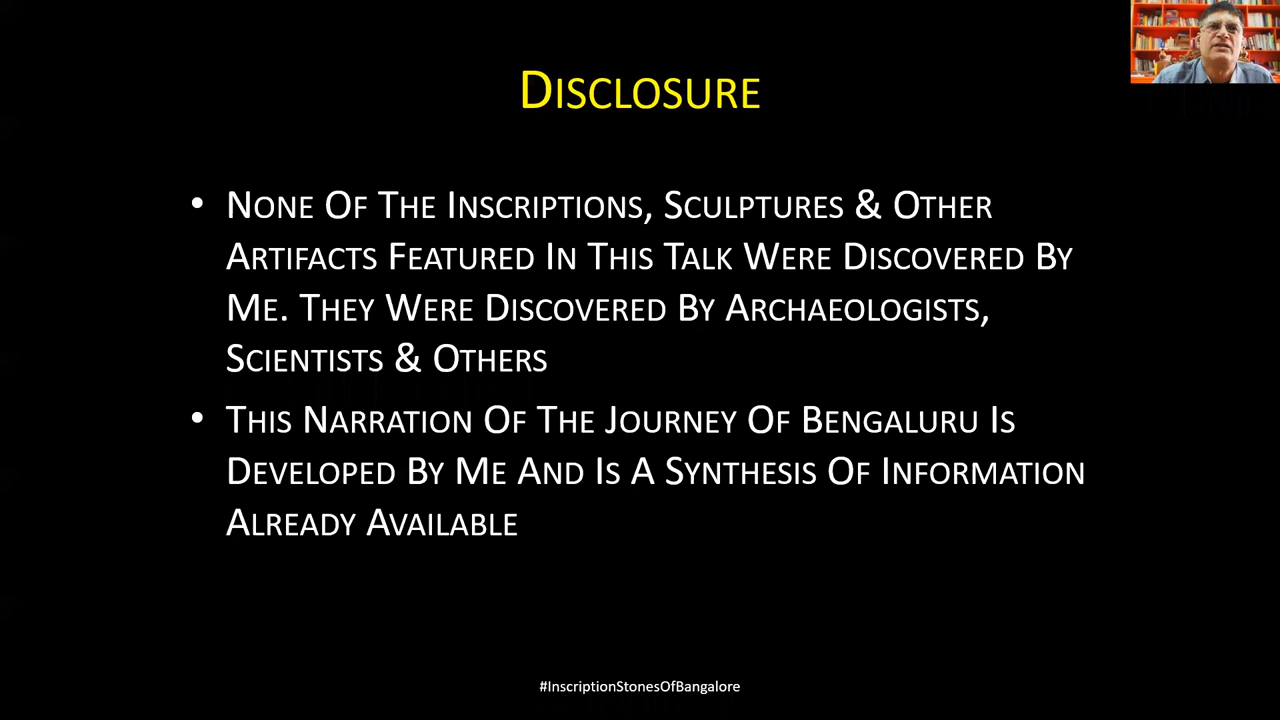 DISCLOSURE
• NONE OF THE INSCRIPTIONS, SCULPTURES & OTHER
ARTIFACTS FEATURED IN THIS TALK WERE DISCOVERED BY
ME. THEY WERE DISCOVERED BY ARCHAEOLOGISTS,
SCIENTISTS & OTHERS
• THIS NARRATION OF THE JOURNEY OF BENGALURU IS
DEVELOPED BY ME AND IS A SYNTHESIS OF INFORMATION
ALREADY AVAILABLE
#InscriptionStonesOfBangalore